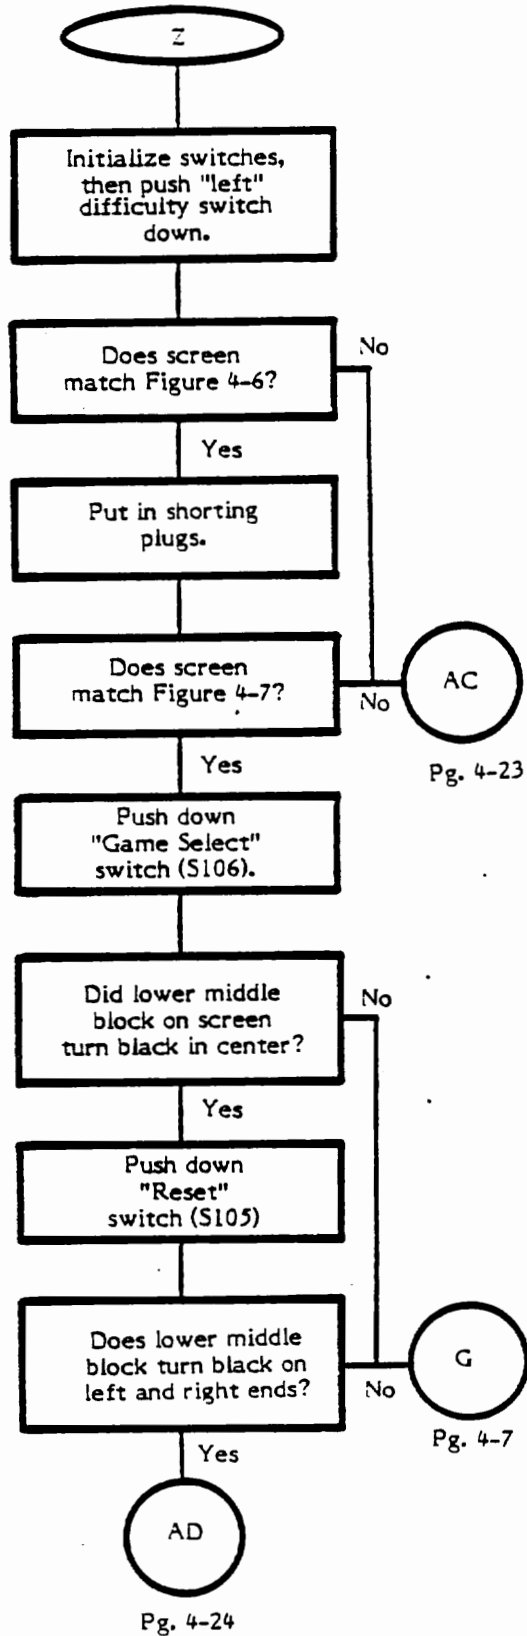 Z
Initialize switches,
then push "left"
difficulty switch
down.
Does screen
match Figure 4-6?
No
Yes
Put in shorting
plugs.
Does screen
match Figure 4-7?
No
AC
Pg. 4-23
Yes
Push down
"Game Select"
switch (S106).
Did lower middle
block on screen
turn black in center?
No
Yes
Push down
"Reset"
switch (S105)
Does lower middle
block turn black on
left and right ends?
No
G
Pg. 4-7
Yes
AD
Pg. 4-24